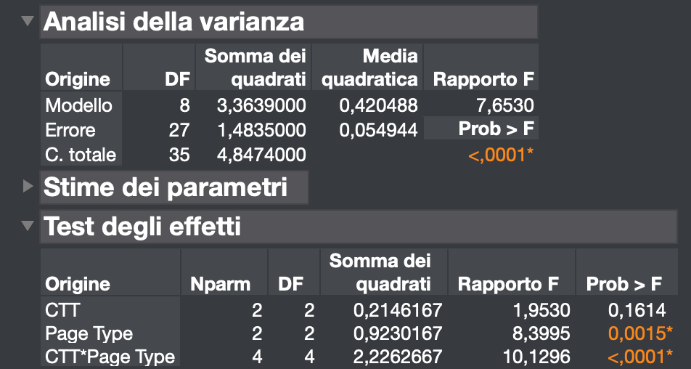 Analisi della varianza
Somma dei Media
Origine DF quadrati quadratica Rapporto F
Modello 8 3,3639000 0,420488 7,6530
Errore 27 1,4835000 0,054944 Prob > F
C. totale 35 4,8474000 <,0001*
Stime dei parametri
Test degli effetti
Somma dei
Origine Nparm DF quadrati Rapporto F Prob > F
CTT 2 2 0,2146167 1,9530 0,1614
Page Type 2 2 0,9230167 8,3995 0,0015*
CTT*Page Type 4 4 2,2262667 10,1296 <,0001*